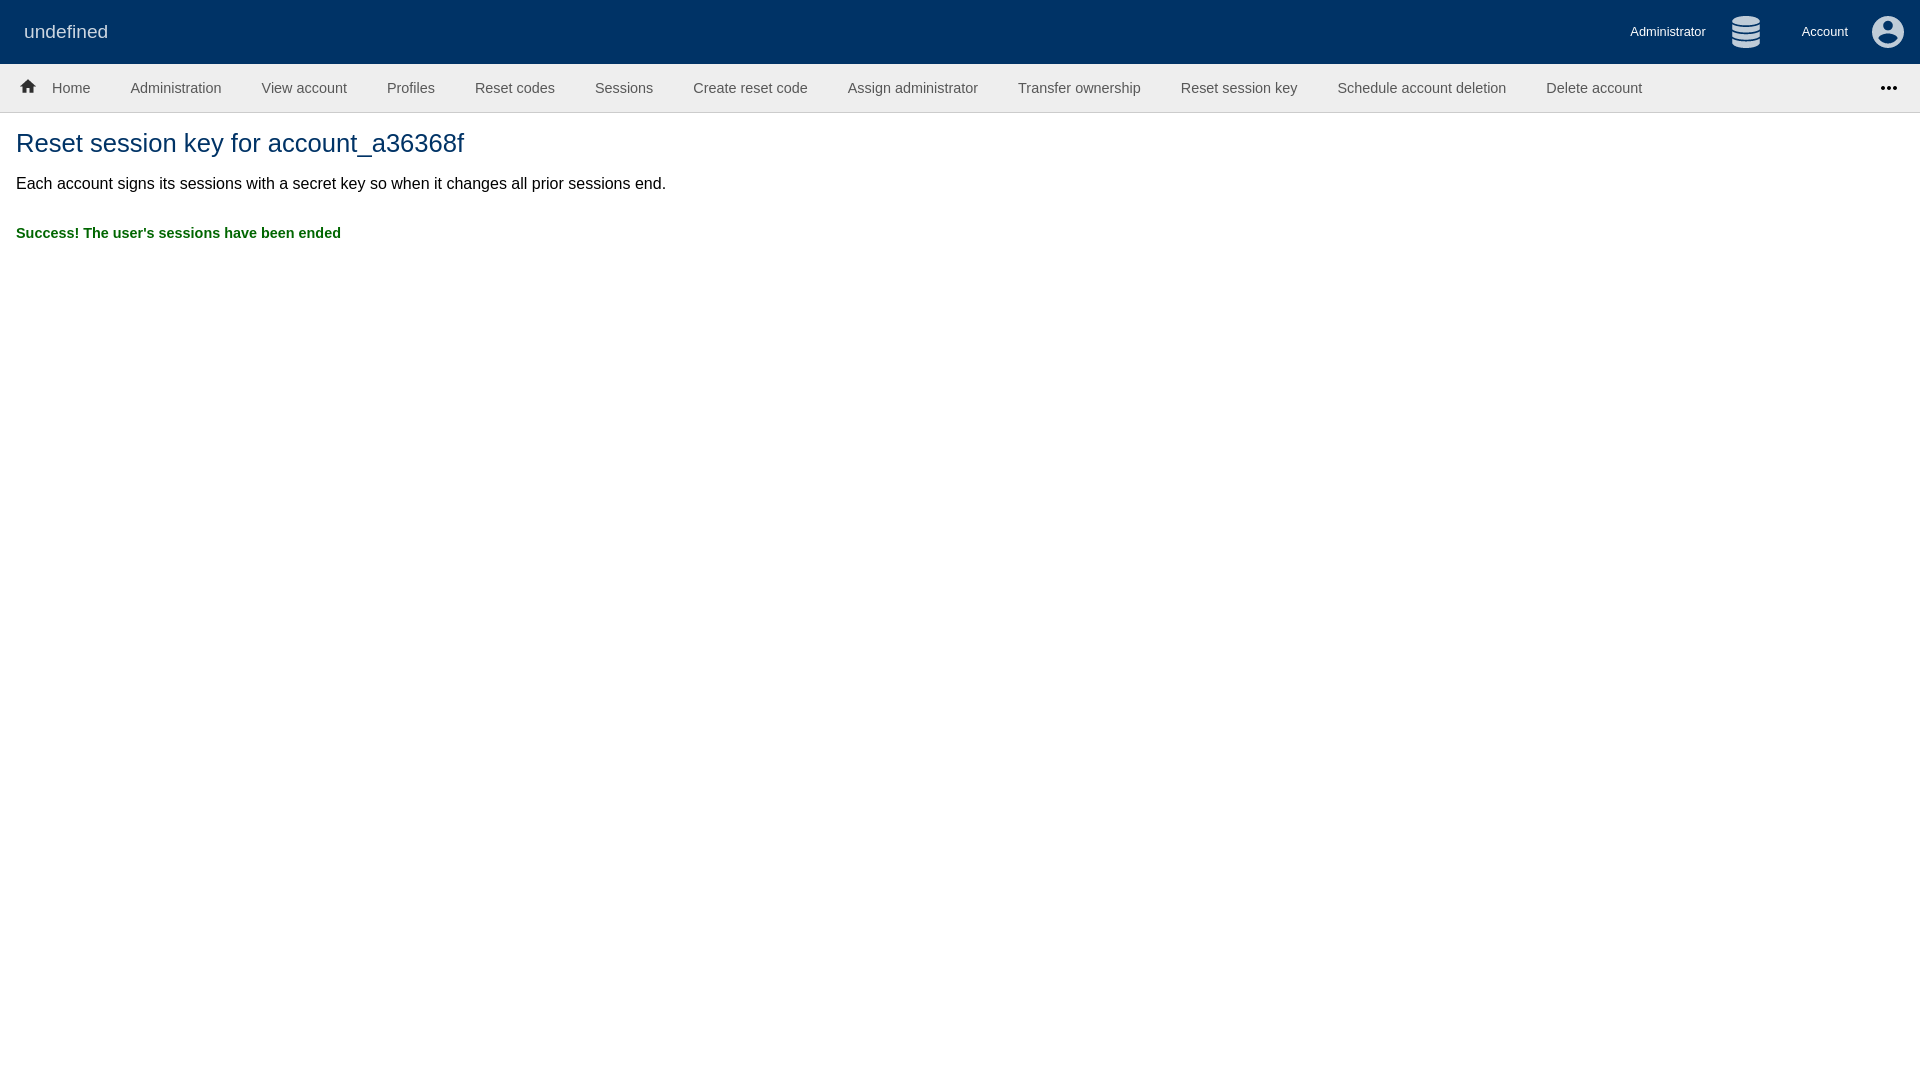 undefined
Administrator
Account
Home
Administration
View account
Profiles
Reset codes
Sessions
Create reset code
Assign administrator
Transfer ownership
Reset session key
Schedule account deletion
Delete account
Reset session key for account_a36368f
Each account signs its sessions with a secret key so when it changes all prior sessions end.
Success! The user's sessions have been ended